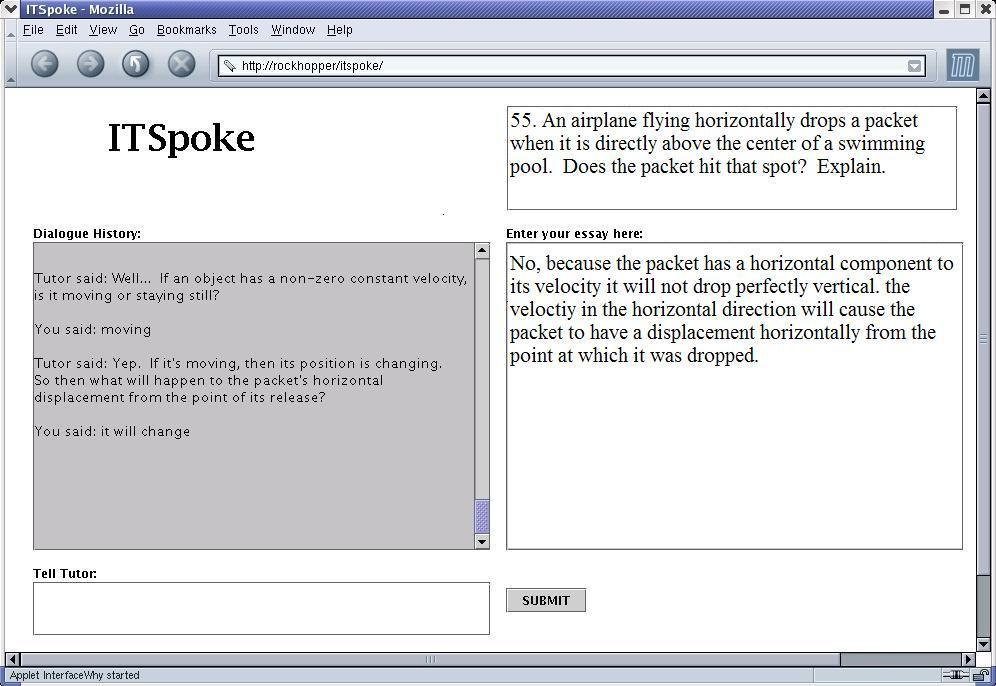 ITSpoke - Mozilla
File Edit View Go Bookmarks Tools Window Help
http://rockhopper/itspoke/
ITSpoke
55. An airplane flying horizontally drops a packet
when it is directly above the center of a swimming
pool.  Does the packet hit that spot?  Explain.
Dialogue History:
Tutor said: Well...  If an object has a non-zero constant velocity,
is it moving or staying still?
You said: moving
Tutor said: Yep.  If it's moving, then its position is changing.
So then what will happen to the packet's horizontal
displacement from the point of its release?
You said: it will change
Enter your essay here:
No, because the packet has a horizontal component to
its velocity it will not drop perfectly vertical. the
veloctiy in the horizontal direction will cause the
packet to have a displacement horizontally from the
point at which it was dropped.
Tell Tutor:
SUBMIT
Applet InterfaceWhy started